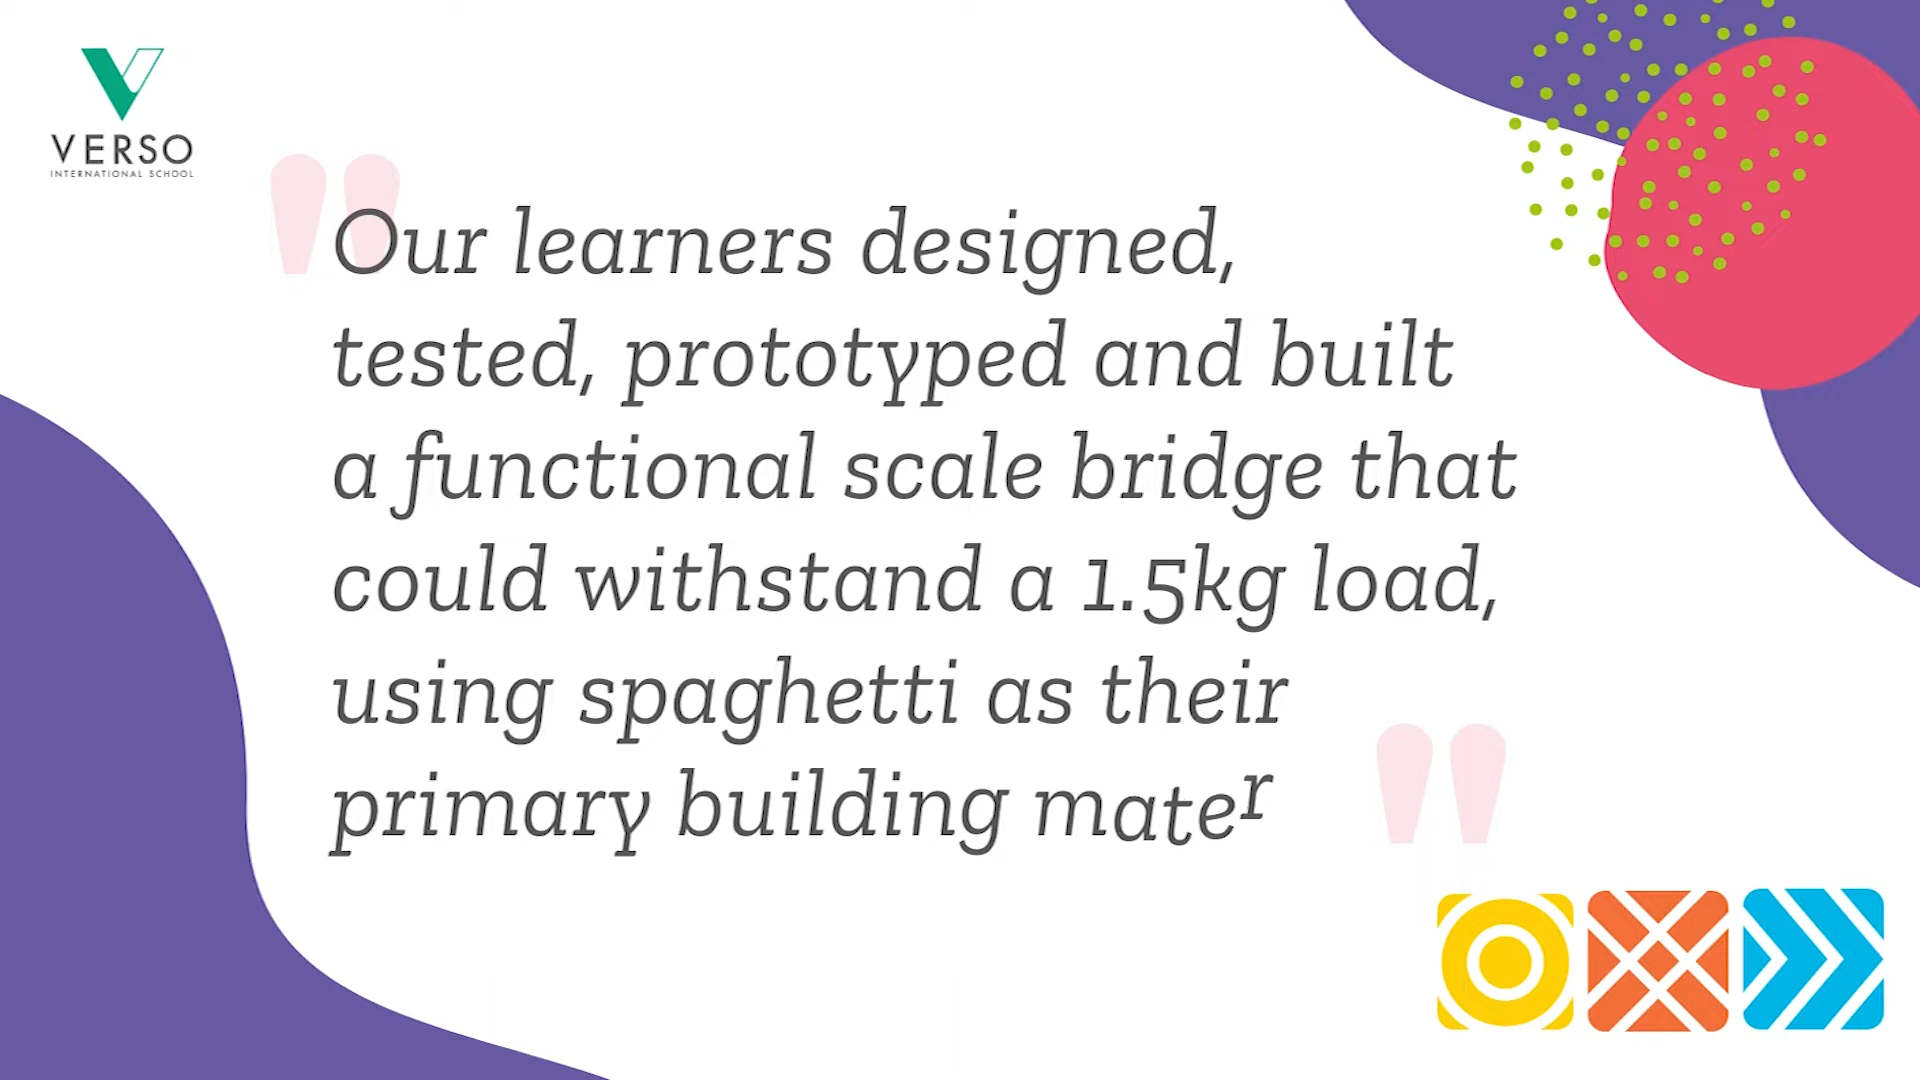 VERSO
INTERNATIONAL SCHOOL
"Our learners designed,
tested, prototyped and built
a functional scale bridge that
could withstand a 1.5kg load,
using spaghetti as their
primary building mater"